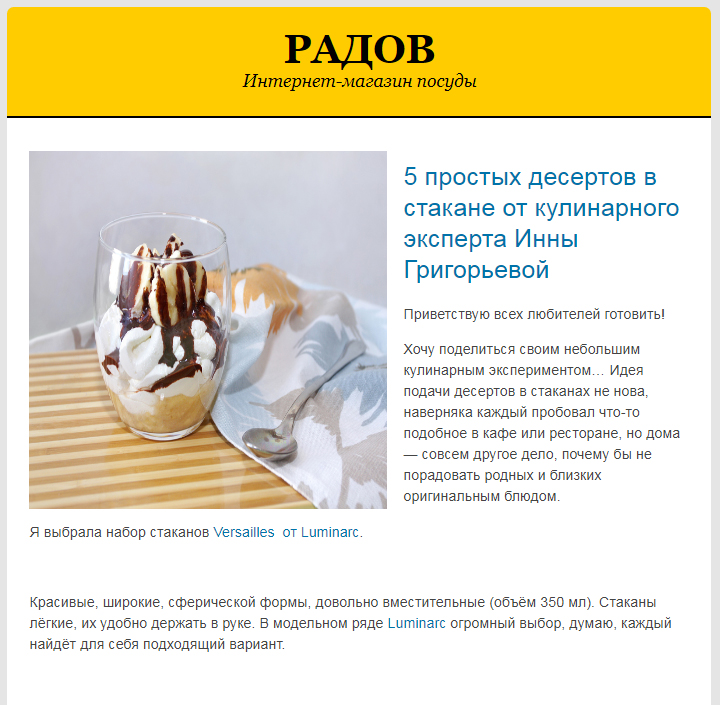 РАДОВ
Интернет-магазин посуды
5 простых десертов в
стакане от кулинарного
эксперта Инны
Григорьевой
Приветствую всех любителей готовить!
Хочу поделиться своим небольшим
кулинарным экспериментом… Идея
подачи десертов в стаканах не нова,
наверняка каждый пробовал что-то
подобное в кафе или ресторане, но дома
— совсем другое дело, почему бы не
порадовать родных и близких
оригинальным блюдом.
Я выбрала набор стаканов Versailles  от Luminarc.
Красивые, широкие, сферической формы, довольно вместительные (объём 350 мл). Стаканы
лёгкие, их удобно держать в руке. В модельном ряде Luminarc огромный выбор, думаю, каждый
найдёт для себя подходящий вариант.